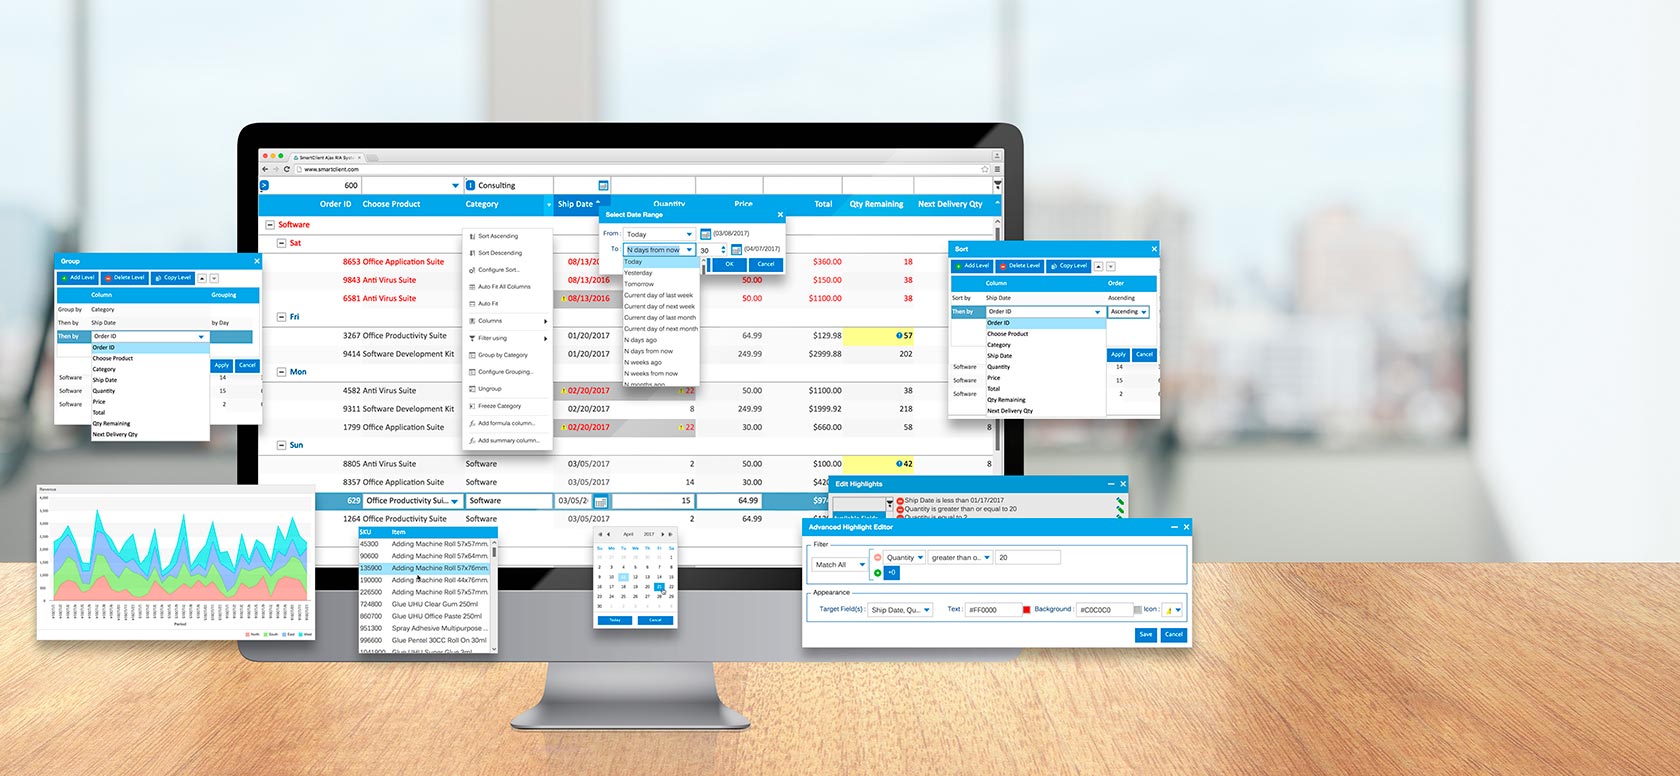 SmartClient Ajax RIA Syste
www.smartclient.com
600
Consulting
Order ID Choose Product Category Ship Date Quantity Price Total Qty Remaining Next Delivery Qty
Software
Sat
8653 Office Application Suite 08/13/20 $360.00 18
9843 Anti Virus Suite 08/13/20 50.00 $150.00 38
6581 Anti Virus Suite 08/13/2016 50.00 $1100.00 38
Fri
3267 Office Productivity Suite 01/20/2017 64.99 $129.98 57
9414 Software Development Kit 01/20/2017 249.99 $2999.88 202
Mon
4582 Anti Virus Suite 02/20/2017 22 50.00 $1100.00 38
9311 Software Development Kit 02/20/2017 8 249.99 $1999.92 218
1799 Office Application Suite 02/20/2017 22 30.00 $660.00 58 8
Sun
8805 Anti Virus Suite Software 03/05/2017 2 50.00 $100.00 42 8
8357 Office Application Suite Software 03/05/2017 14 30.00
629 Office Productivity Sui... Software 03/05/2 15 64.99
1264 Office Productivity Suite Software 03/05/2017 2 64.99
Sort Ascending
Sort Descending
Configure Sort...
Auto Fit All Columns
Auto Fit
Columns
Filter using
Group by Category
Configure Grouping...
Ungroup
Freeze Category
Add formula column...
Add summary column...
Select Date Range
From: Today (03/08/2017)
To: N days from now 30 (04/07/2017)
OK Cancel
Today
Yesterday
Tomorrow
Current day of last week
Current day of next week
Current day of last month
Current day of next month
N days ago
N days from now
N weeks ago
N weeks from now
N months ago
Group
Add Level Delete Level Copy Level
Column Grouping
Group by Category
Then by Ship Date by Day
Then by Order ID
Order ID
Choose Product
Category
Ship Date
Quantity
Price
Total
Qty Remaining
Next Delivery Qty
Apply Cancel
Software 14
Software 15
Software 2
Sort
Add Level Delete Level Copy Level
Column Order
Sort by Ship Date Ascending
Then by Order ID Ascending
Order ID
Choose Product
Category
Ship Date
Quantity
Price
Total
Qty Remaining
Next Delivery Qty
Apply Cancel
Software 14
Software 15
Software 2
Revenue
Period
North South East West
SKU Item
45300 Adding Machine Roll 57x57mm.
90600 Adding Machine Roll 57x64mm.
135900 Adding Machine Roll 57x76mm.
190000 Adding Machine Roll 44x76mm.
226500 Adding Machine Roll 57x57mm.
724800 Glue UHU Clear Gum 250ml
860700 Glue UHU Office Paste 250ml
951300 Spray Adhesive Multipurpose ...
996600 Glue Pentel 30CC Roll On 30ml
1041900 Glue UHU Super Glue 3ml
April 2017
Su Mo Tu We Th Fr Sa
Today Cancel
Edit Highlights
Ship Date is less than 01/17/2017
Quantity is greater than or equal to 20
Quantity is equal to 2
Available Fields
Advanced Highlight Editor
Filter
Match All
Quantity greater than o... 20
+()
Appearance
Target Field(s) : Ship Date, Qu... Text : #FF0000 Background : #C0C0C0 Icon :
Save Cancel